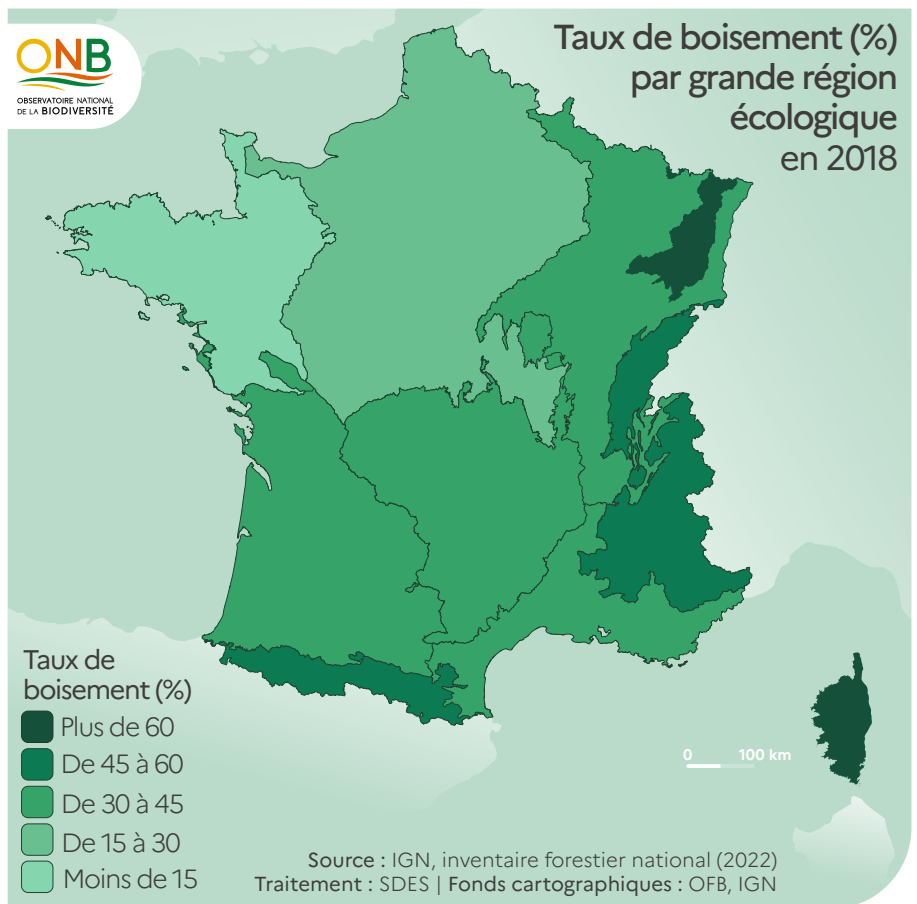 ONB
OBSERVATOIRE NATIONAL
DE LA BIODIVERSITÉ
Taux de boisement (%)
par grande région
écologique
en 2018
Taux de
boisement (%)
Plus de 60
De 45 à 60
De 30 à 45
De 15 à 30
Moins de 15
0 100 km
Source : IGN, inventaire forestier national (2022)
Traitement : SDES | Fonds cartographiques : OFB, IGN